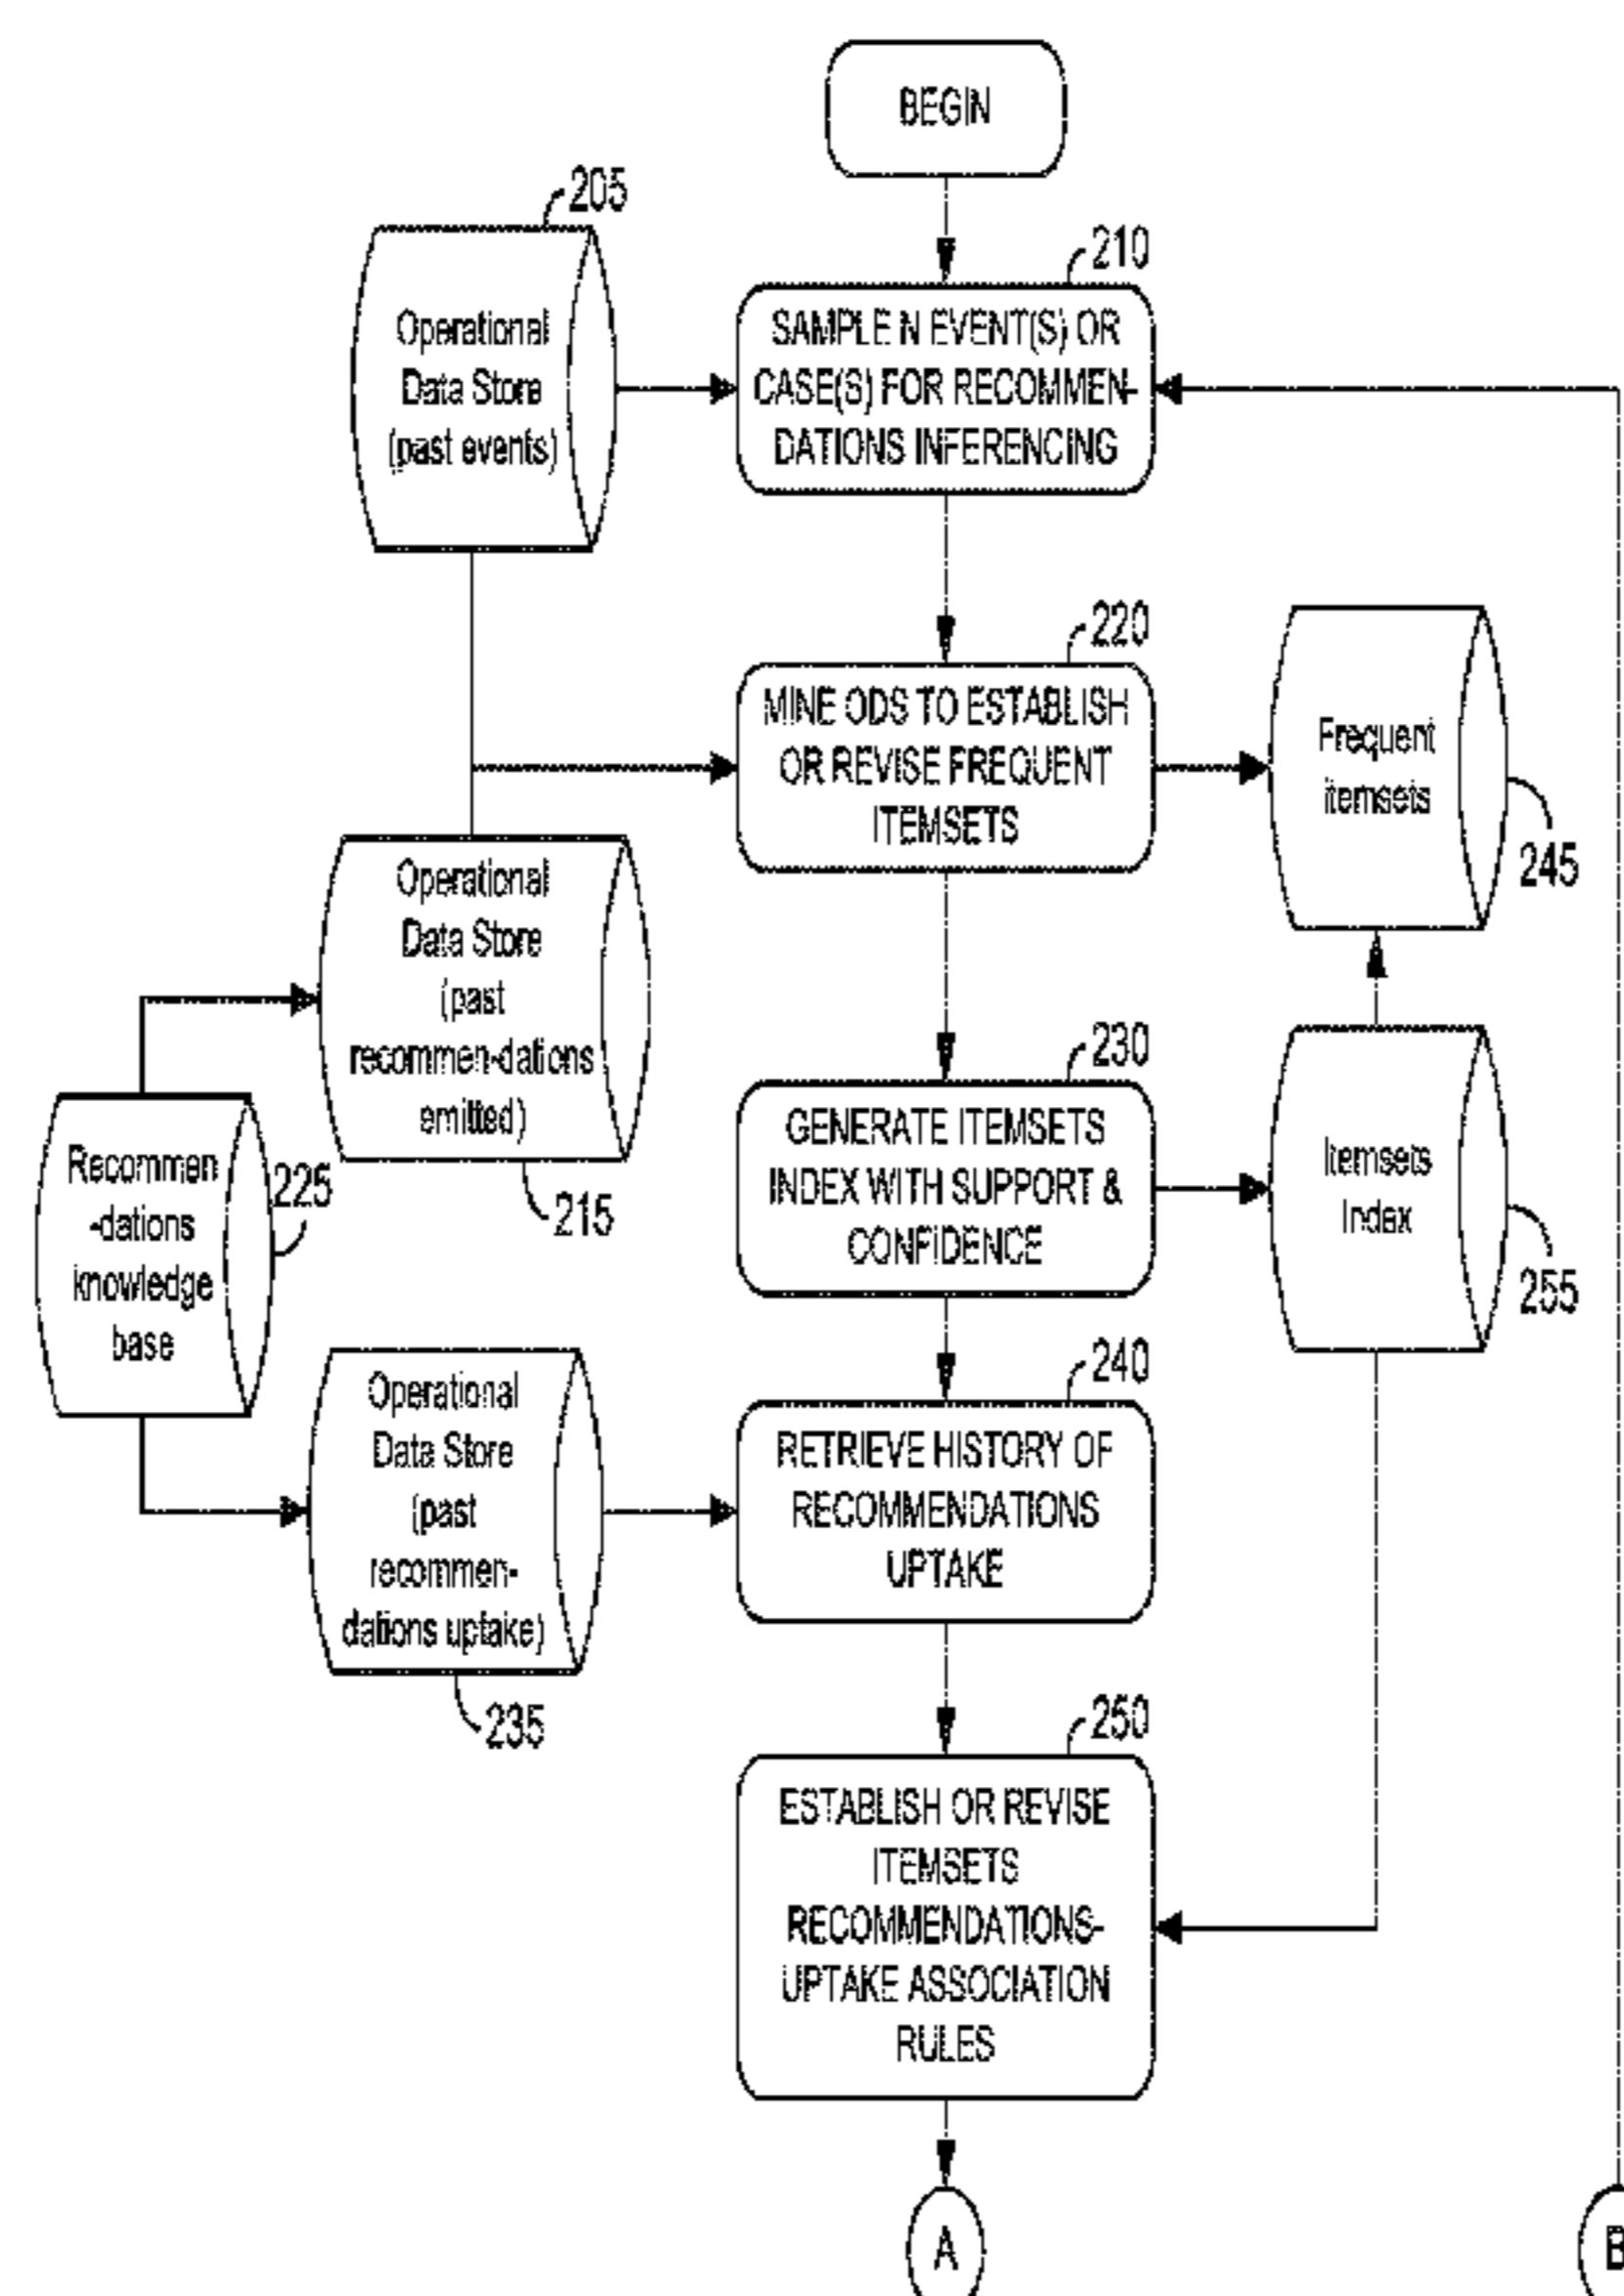 BEGIN
205
210
Operational
Data Store
(past events)
SAMPLE N EVENT(S) OR
CASE(S) FOR RECOMMEN-
DATIONS INFERENCING
220
MINE ODS TO ESTABLISH
OR REVISE FREQUENT
ITEMSETS
Frequent
itemsets
245
Operational
Data Store
(past
recommen-dations
emitted)
215
Recommen
-dations
knowledge
base
225
230
GENERATE ITEMSETS
INDEX WITH SUPPORT &
CONFIDENCE
Itemsets
Index
255
Operational
Data Store
(past
recommen-
dations uptake)
235
240
RETRIEVE HISTORY OF
RECOMMENDATIONS
UPTAKE
250
ESTABLISH OR REVISE
ITEMSETS
RECOMMENDATIONS-
UPTAKE ASSOCIATION
RULES
A
B